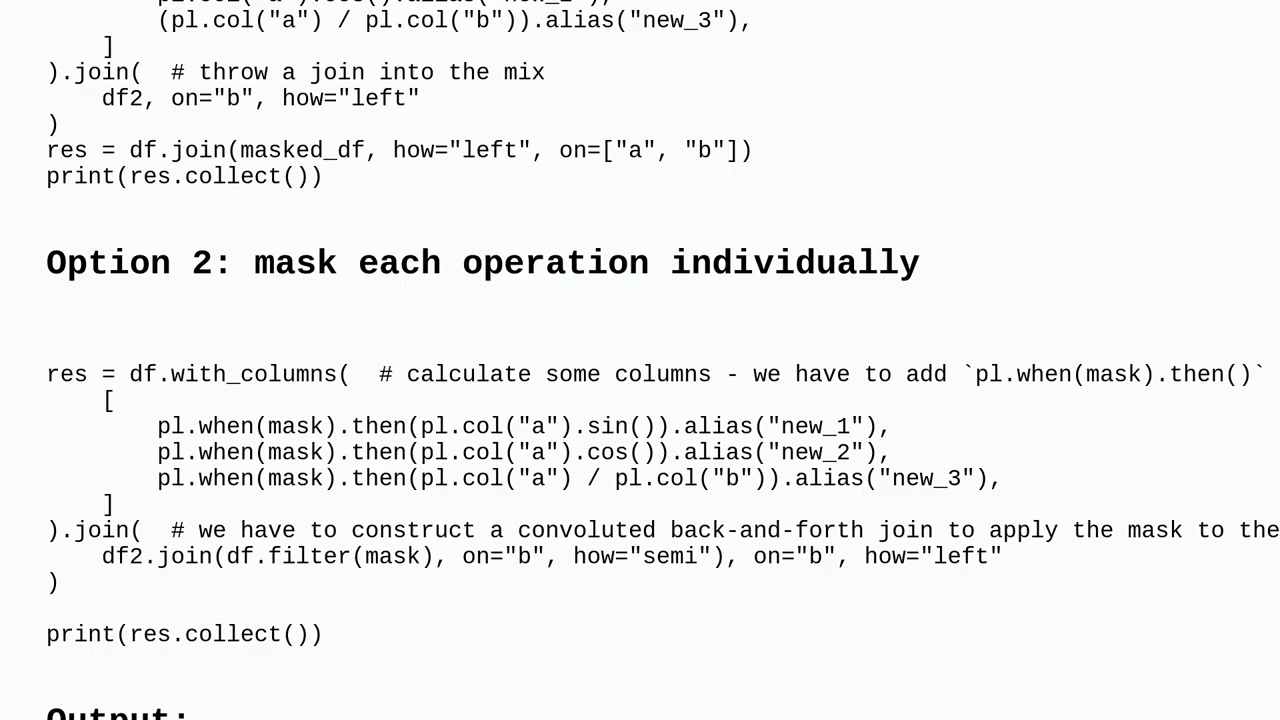 (pl.col("a") / pl.col("b")).alias("new_3"),
    ]
).join(  # throw a join into the mix
    df2, on="b", how="left"
)
res = df.join(masked_df, how="left", on=["a", "b"])
print(res.collect())
Option 2: mask each operation individually
res = df.with_columns(  # calculate some columns - we have to add `pl.when(mask).then()`
    [
        pl.when(mask).then(pl.col("a").sin()).alias("new_1"),
        pl.when(mask).then(pl.col("a").cos()).alias("new_2"),
        pl.when(mask).then(pl.col("a") / pl.col("b")).alias("new_3"),
    ]
).join(  # we have to construct a convoluted back-and-forth join to apply the mask to the
    df2.join(df.filter(mask), on="b", how="semi"), on="b", how="left"
)
print(res.collect())
Output: